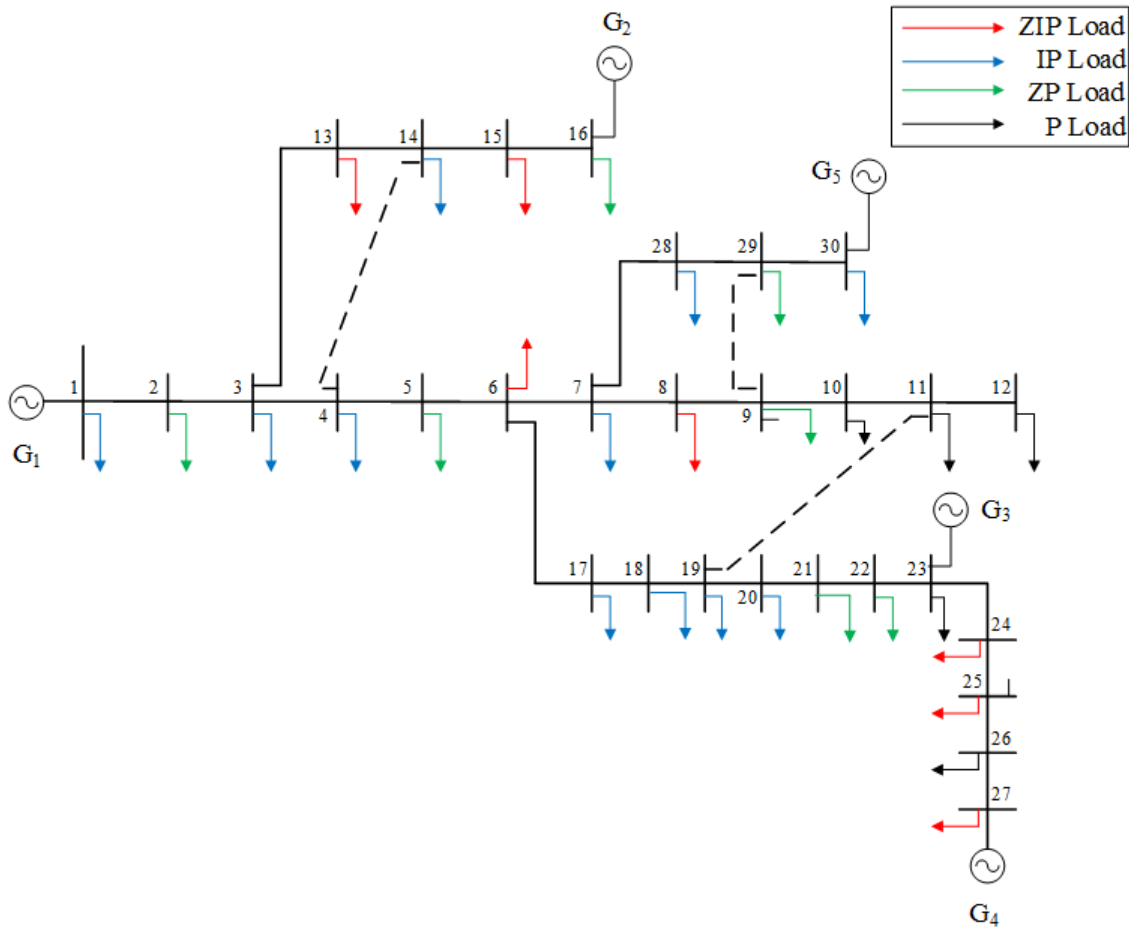 G₂
ZIP Load
IP Load
ZP Load
P Load
13 14 15 16
G₅
28 29 30
1 2 3 4 5 6 7 8 9 10 11 12
G₁
G₃
17 18 19 20 21 22 23
24
25
26
27
G₄